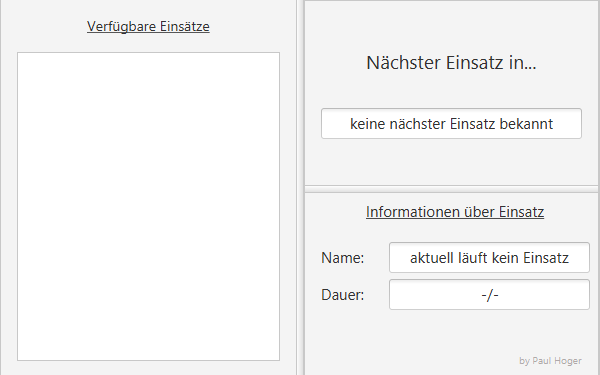 Verfügbare Einsätze
Nächster Einsatz in...
keine nächster Einsatz bekannt
Informationen über Einsatz
Name: aktuell läuft kein Einsatz
Dauer: -/-
by Paul Hoger